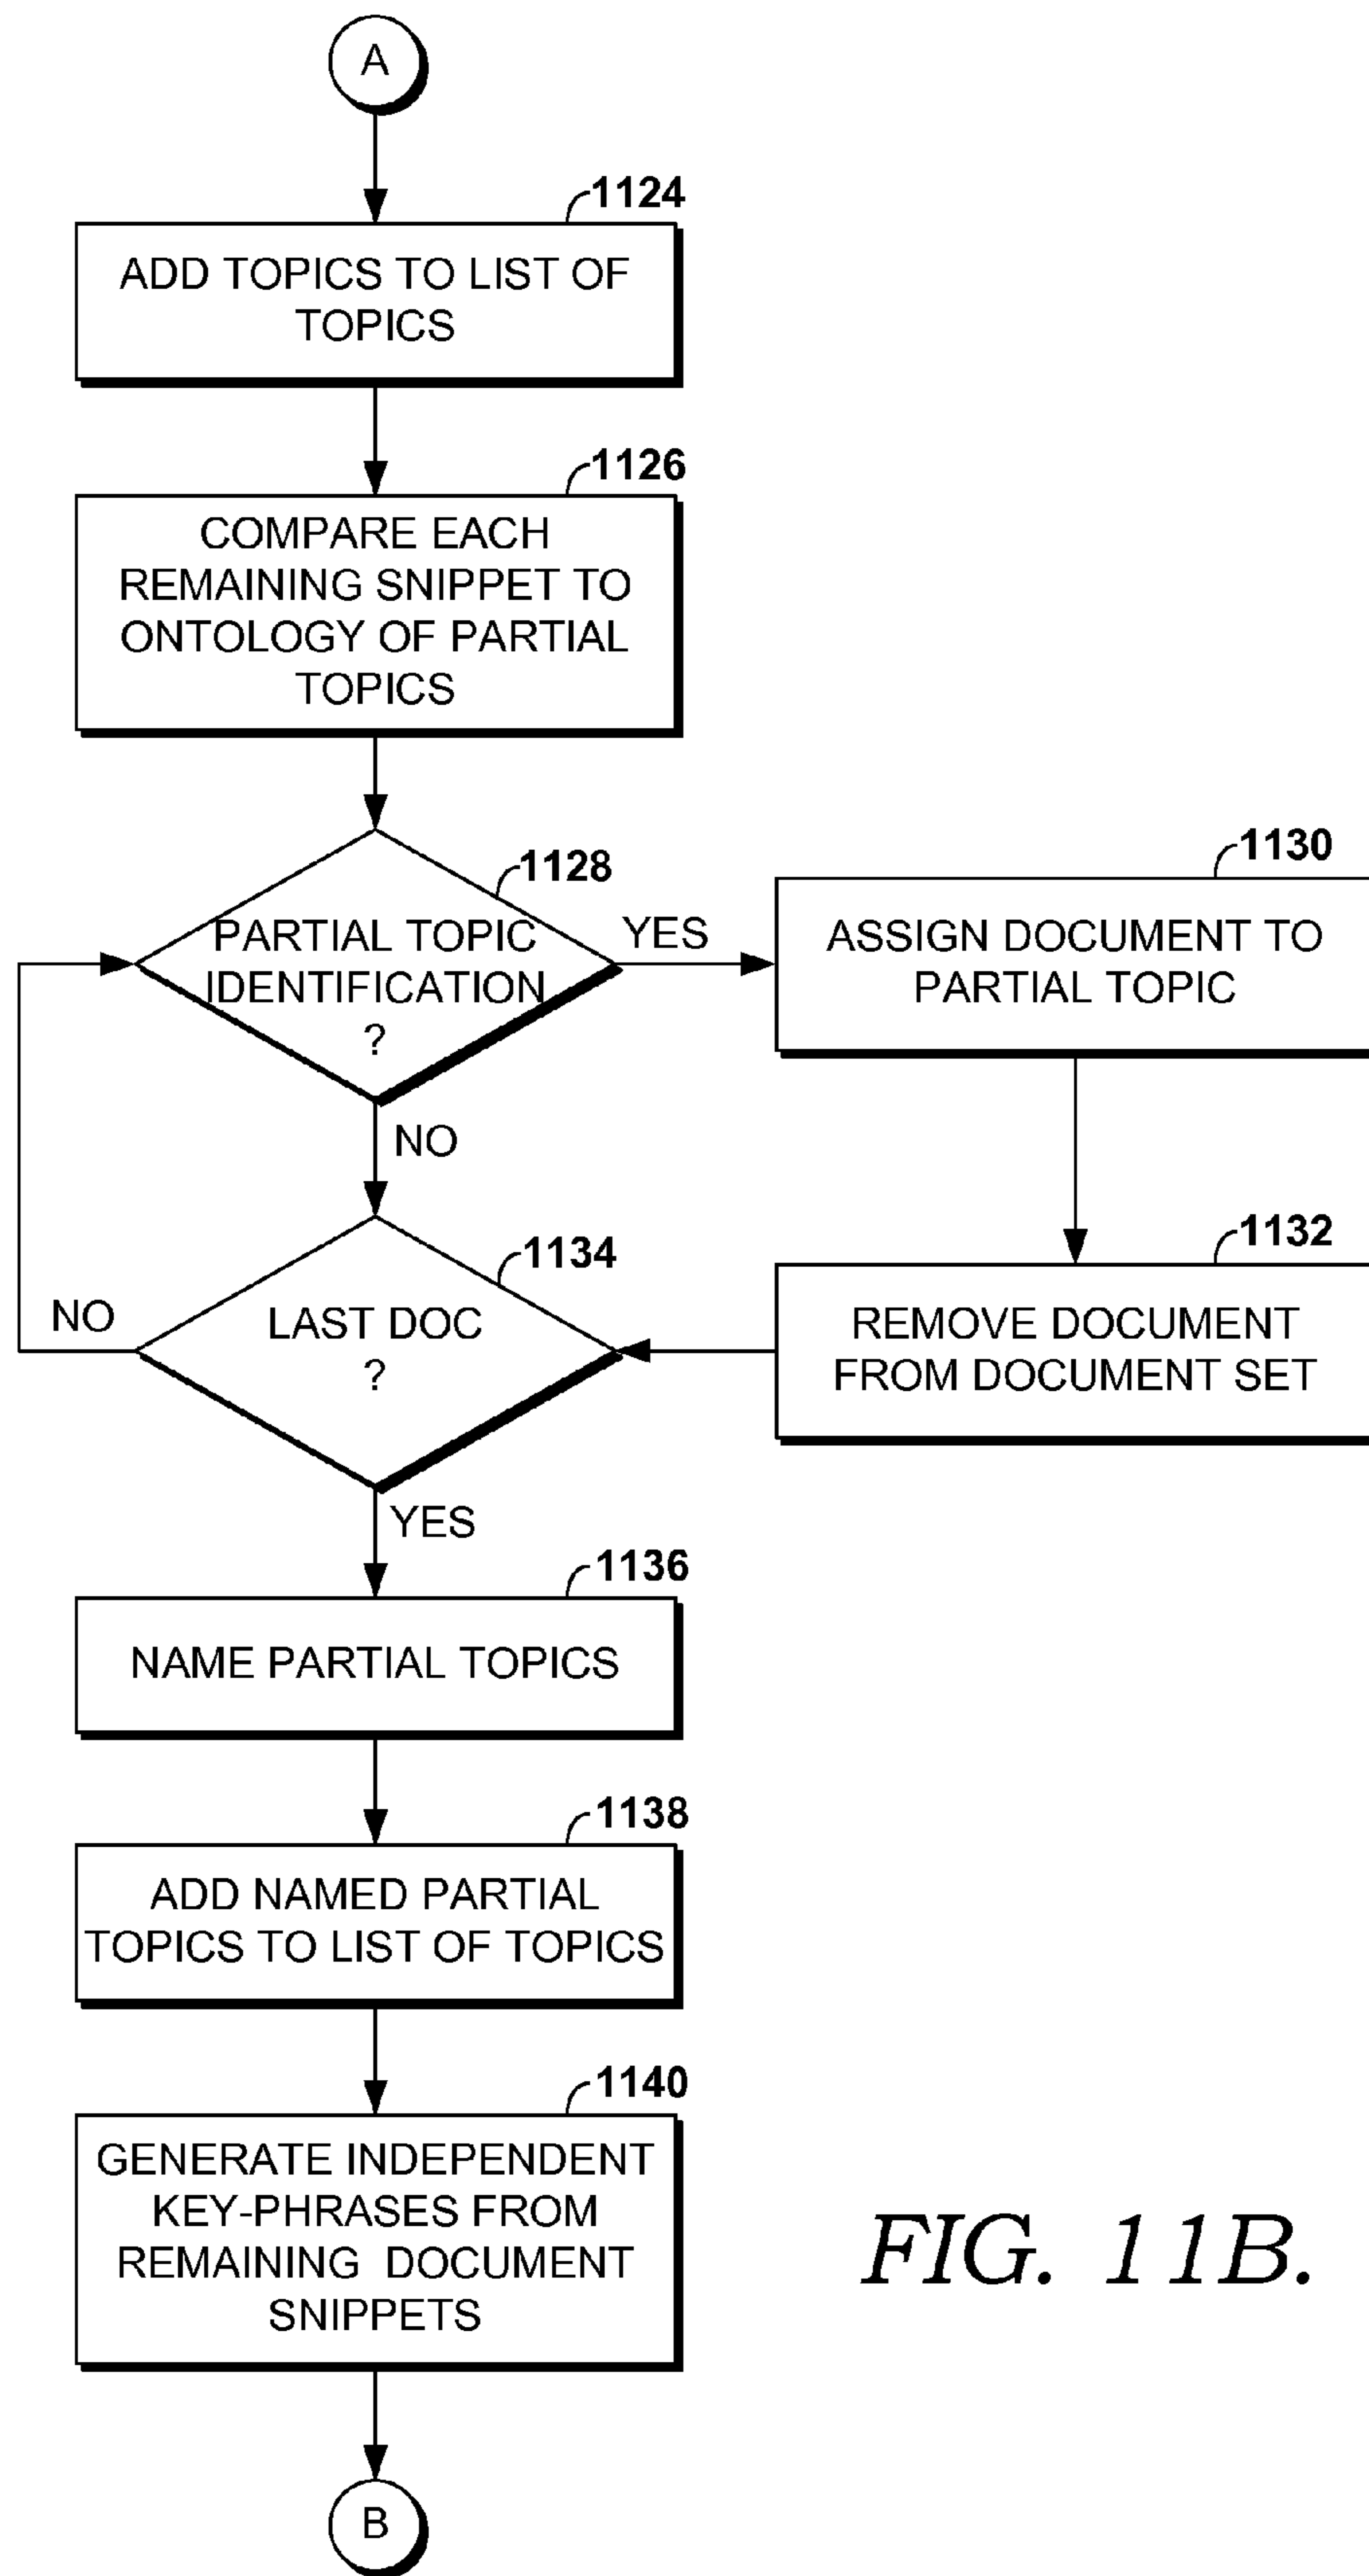 A
1124
ADD TOPICS TO LIST OF
TOPICS
1126
COMPARE EACH
REMAINING SNIPPET TO
ONTOLOGY OF PARTIAL
TOPICS
1128
PARTIAL TOPIC
IDENTIFICATION
?
YES
1130
ASSIGN DOCUMENT TO
PARTIAL TOPIC
NO
1132
REMOVE DOCUMENT
FROM DOCUMENT SET
1134
LAST DOC
?
NO
YES
1136
NAME PARTIAL TOPICS
1138
ADD NAMED PARTIAL
TOPICS TO LIST OF TOPICS
1140
GENERATE INDEPENDENT
KEY-PHRASES FROM
REMAINING DOCUMENT
SNIPPETS
B
FIG. 11B.